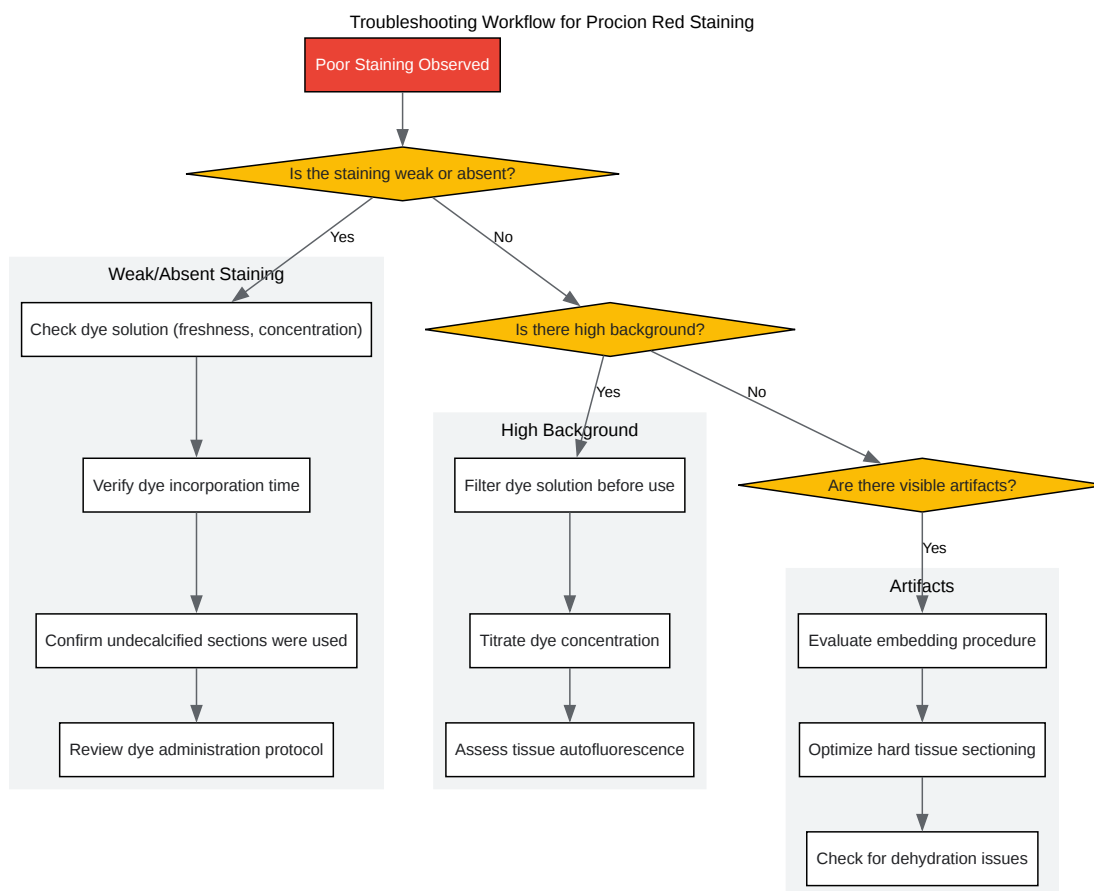 Troubleshooting Workflow for Procion Red Staining
Poor Staining Observed
Is the staining weak or absent?
Yes
No
Weak/Absent Staining
Check dye solution (freshness, concentration)
Verify dye incorporation time
Confirm undecalcified sections were used
Review dye administration protocol
Is there high background?
Yes
No
High Background
Filter dye solution before use
Titrate dye concentration
Assess tissue autofluorescence
Are there visible artifacts?
Yes
Artifacts
Evaluate embedding procedure
Optimize hard tissue sectioning
Check for dehydration issues